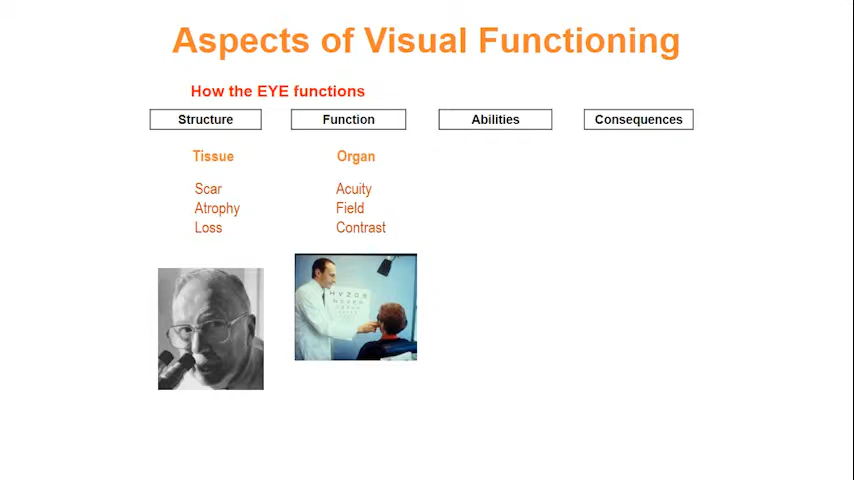 Aspects of Visual Functioning
How the EYE functions
Structure Function Abilities Consequences
Tissue Organ
Scar Acuity
Atrophy Field
Loss Contrast